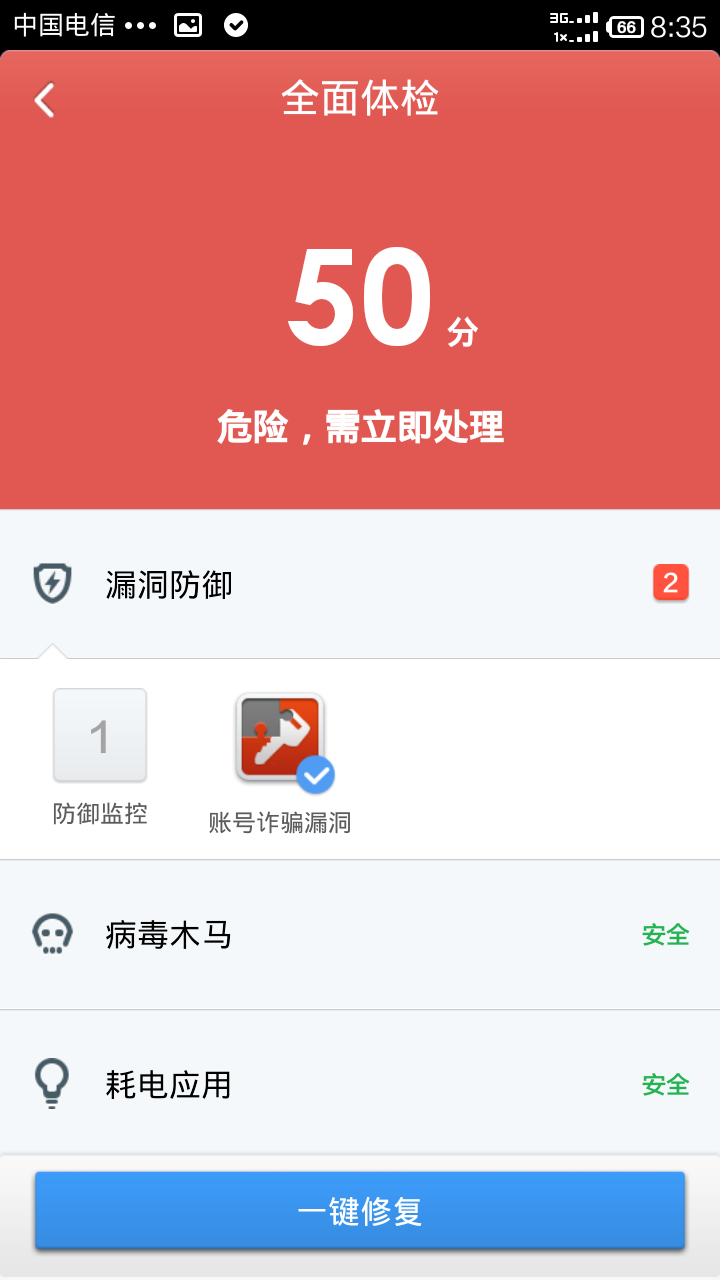 中国电信 ••• 3G 1x 66 8:35
全面体检
50 分
危险，需立即处理
漏洞防御 2
1
防御监控 账号诈骗漏洞
病毒木马 安全
耗电应用 安全
一键修复